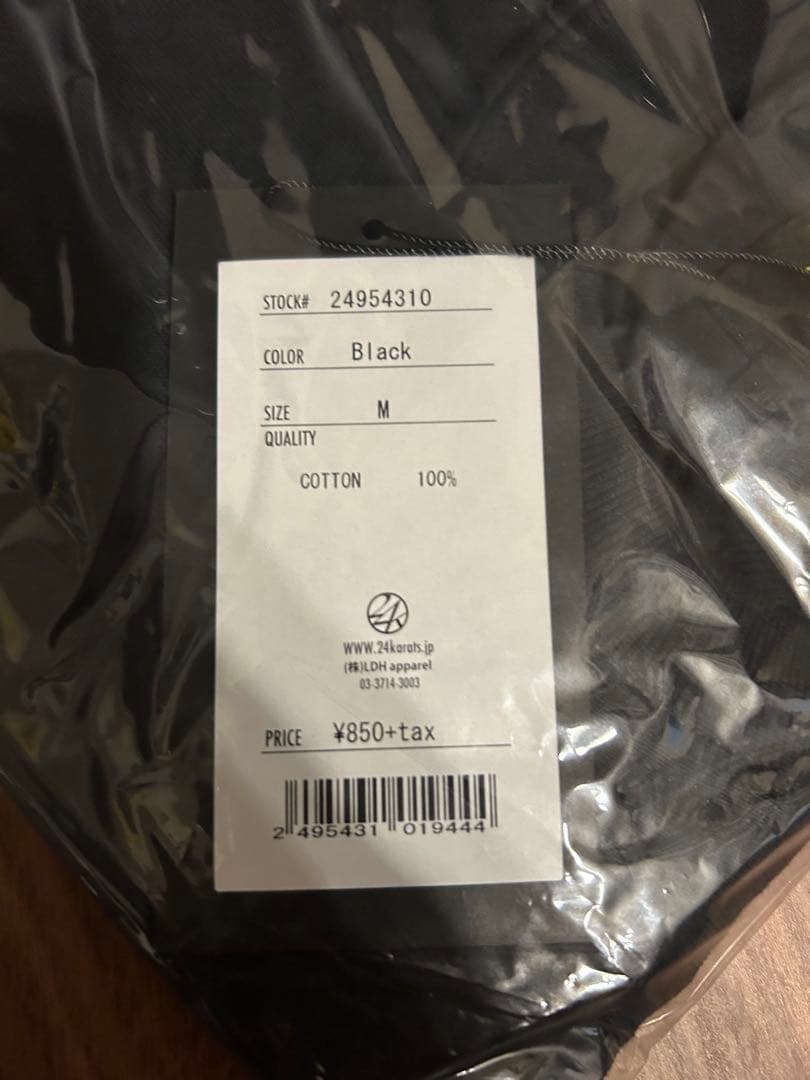 STOCK# 24954310
COLOR Black
SIZE M
QUALITY
COTTON 100%
24K
WWW.24karats.jp
(株)LDH apparel
03-3714-3003
PRICE ¥850+tax
2 495431 019444